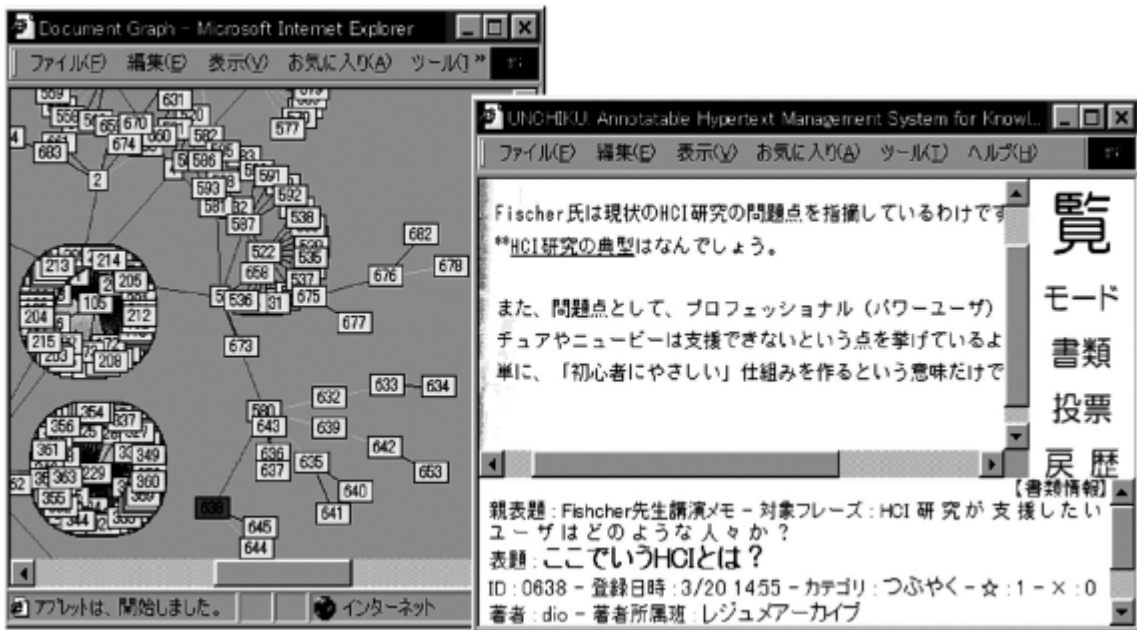 Document Graph - Microsoft Internet Explorer
ファイル(F) 編集(E) 表示(V) お気に入り(A) ツール(T) »
559
631
670
674
577
683
2
582
586
593
591
592
581
587
538
522
658
535
537
536
31
675
682
676
678
677
673
213
214
205
105
204
212
215
203
208
580
643
632
633
634
639
642
653
636
637
635
640
641
638
645
644
354
356
337
361
349
363
229
360
355
344
アプレットは、開始しました。 インターネット
UNCHIKU: Annotatable Hypertext Management System for Knowl...
ファイル(F) 編集(E) 表示(V) お気に入り(A) ツール(T) ヘルプ(H)
Fischer氏は現状のHCI研究の問題点を指摘しているわけです
**HCI研究の典型はなんでしょう。
また、問題点として、プロフェッショナル（パワーユーザ）
チュアやニュービーは支援できないという点を挙げているよ
単に、「初心者にやさしい」仕組みを作るという意味だけで
覧
モード
書類
投票
戻 歴
【書類情報】
親表題 : Fishcher先生講演メモ - 対象フレーズ : HCI 研究が支援したい
ユーザはどのような人々か？
表題 : ここでいうHCIとは？
ID : 0638 - 登録日時 : 3/20 14:55 - カテゴリ : つぶやく - ☆ : 1 - × : 0
著者 : dio - 著者所属班 : レジュメアーカイブ